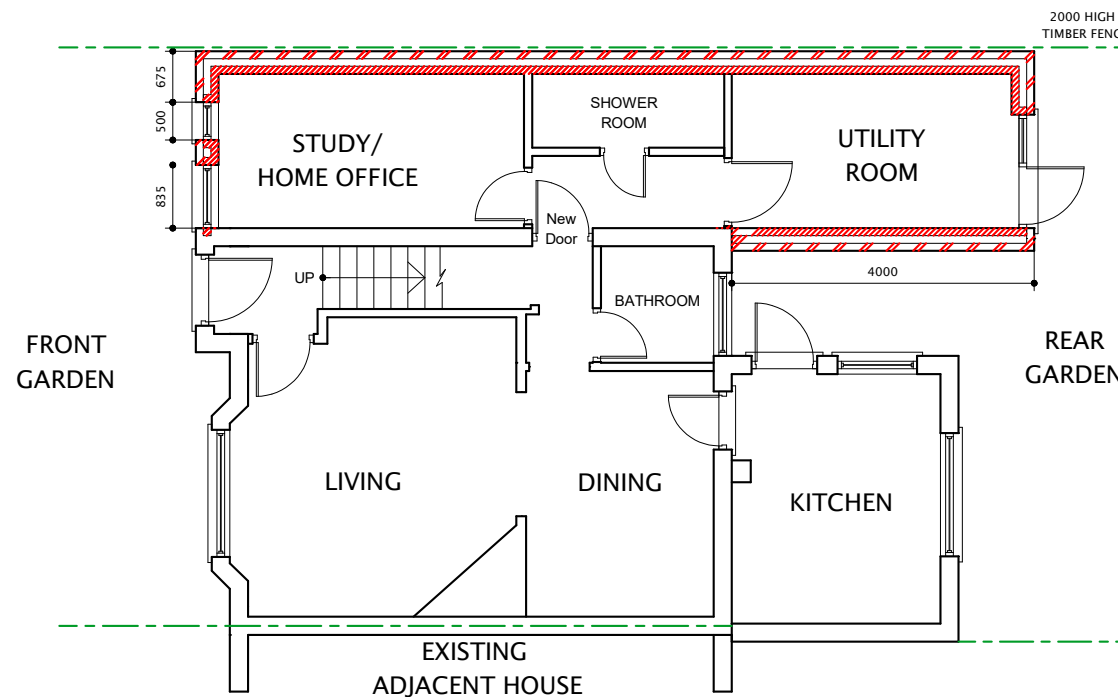 2000 HIGH
TIMBER FENC
675
500
835
STUDY/
HOME OFFICE
SHOWER
ROOM
UTILITY
ROOM
New
Door
UP
BATHROOM
4000
FRONT
GARDEN
REAR
GARDEN
LIVING
DINING
KITCHEN
EXISTING
ADJACENT HOUSE